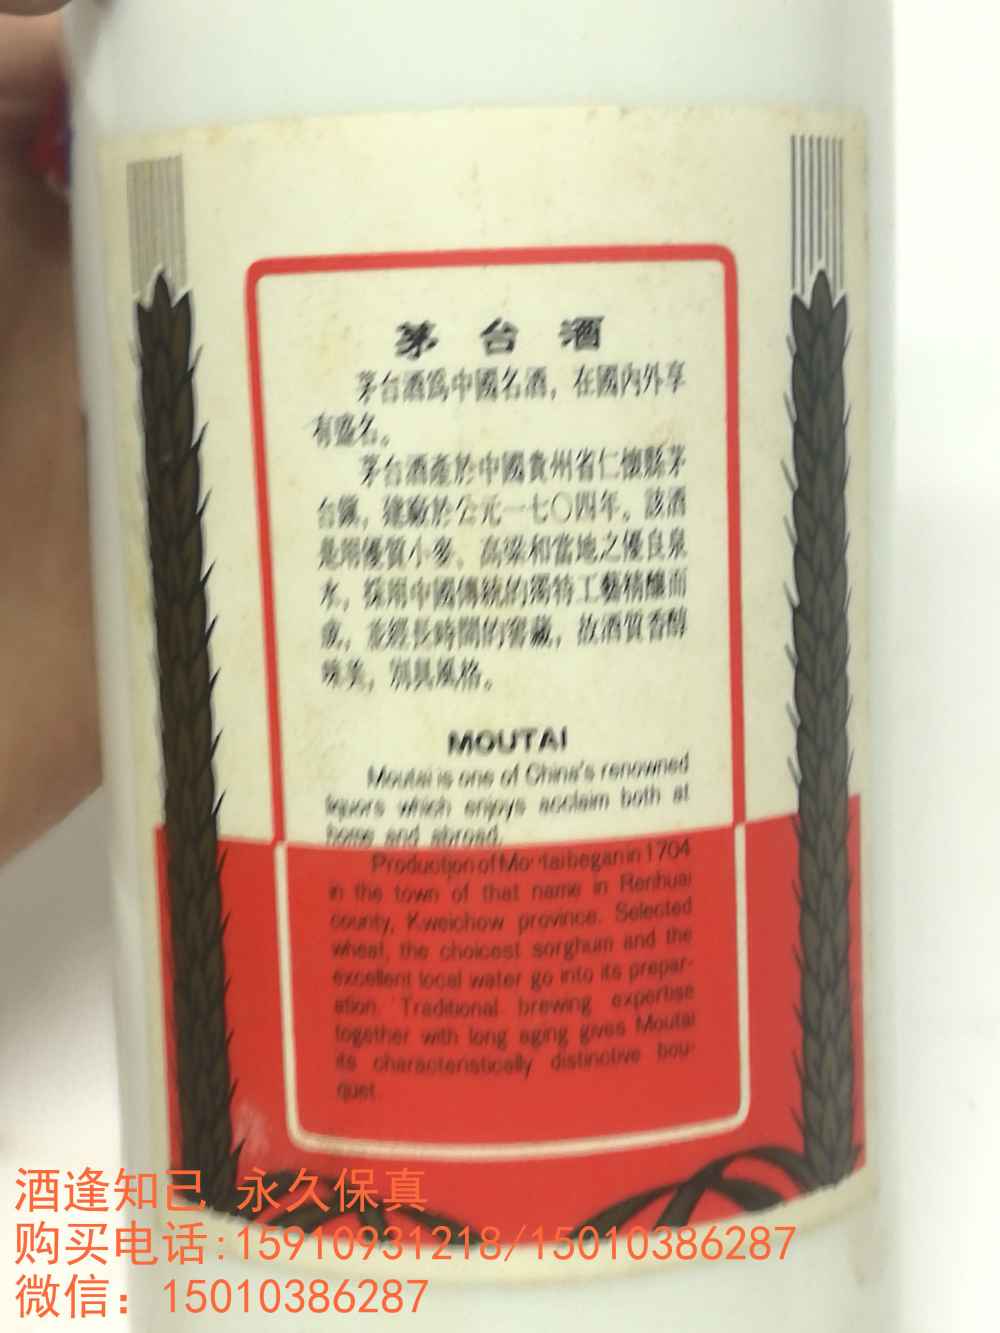 茅台酒
茅台酒爲中國名酒，在國内外享
有盛名。
茅台酒產於中國貴州省仁懷縣茅
台鎮，建廠於公元一七〇四年。該酒
是用優質小麥、高粱和當地之優良泉
水，採用中國傳統的獨特工藝精釀而
成，並經長時間的窖藏，故酒質香醇
味美，別具風格。
MOUTAI
Moutai is one of China's renowned
liquors which enjoys acclaim both at
home and abroad.
Production of Moutai began in 1704
in the town of that name in Renhuai
county, Kweichow province. Selected
wheat, the choicest sorghum and the
excellent local water go into its prepar-
ation. Traditional brewing expertise
together with long aging gives Moutai
its characteristically distinctive bou-
quet.
酒逢知己 永久保真
购买电话:15910931218/15010386287
微信：15010386287